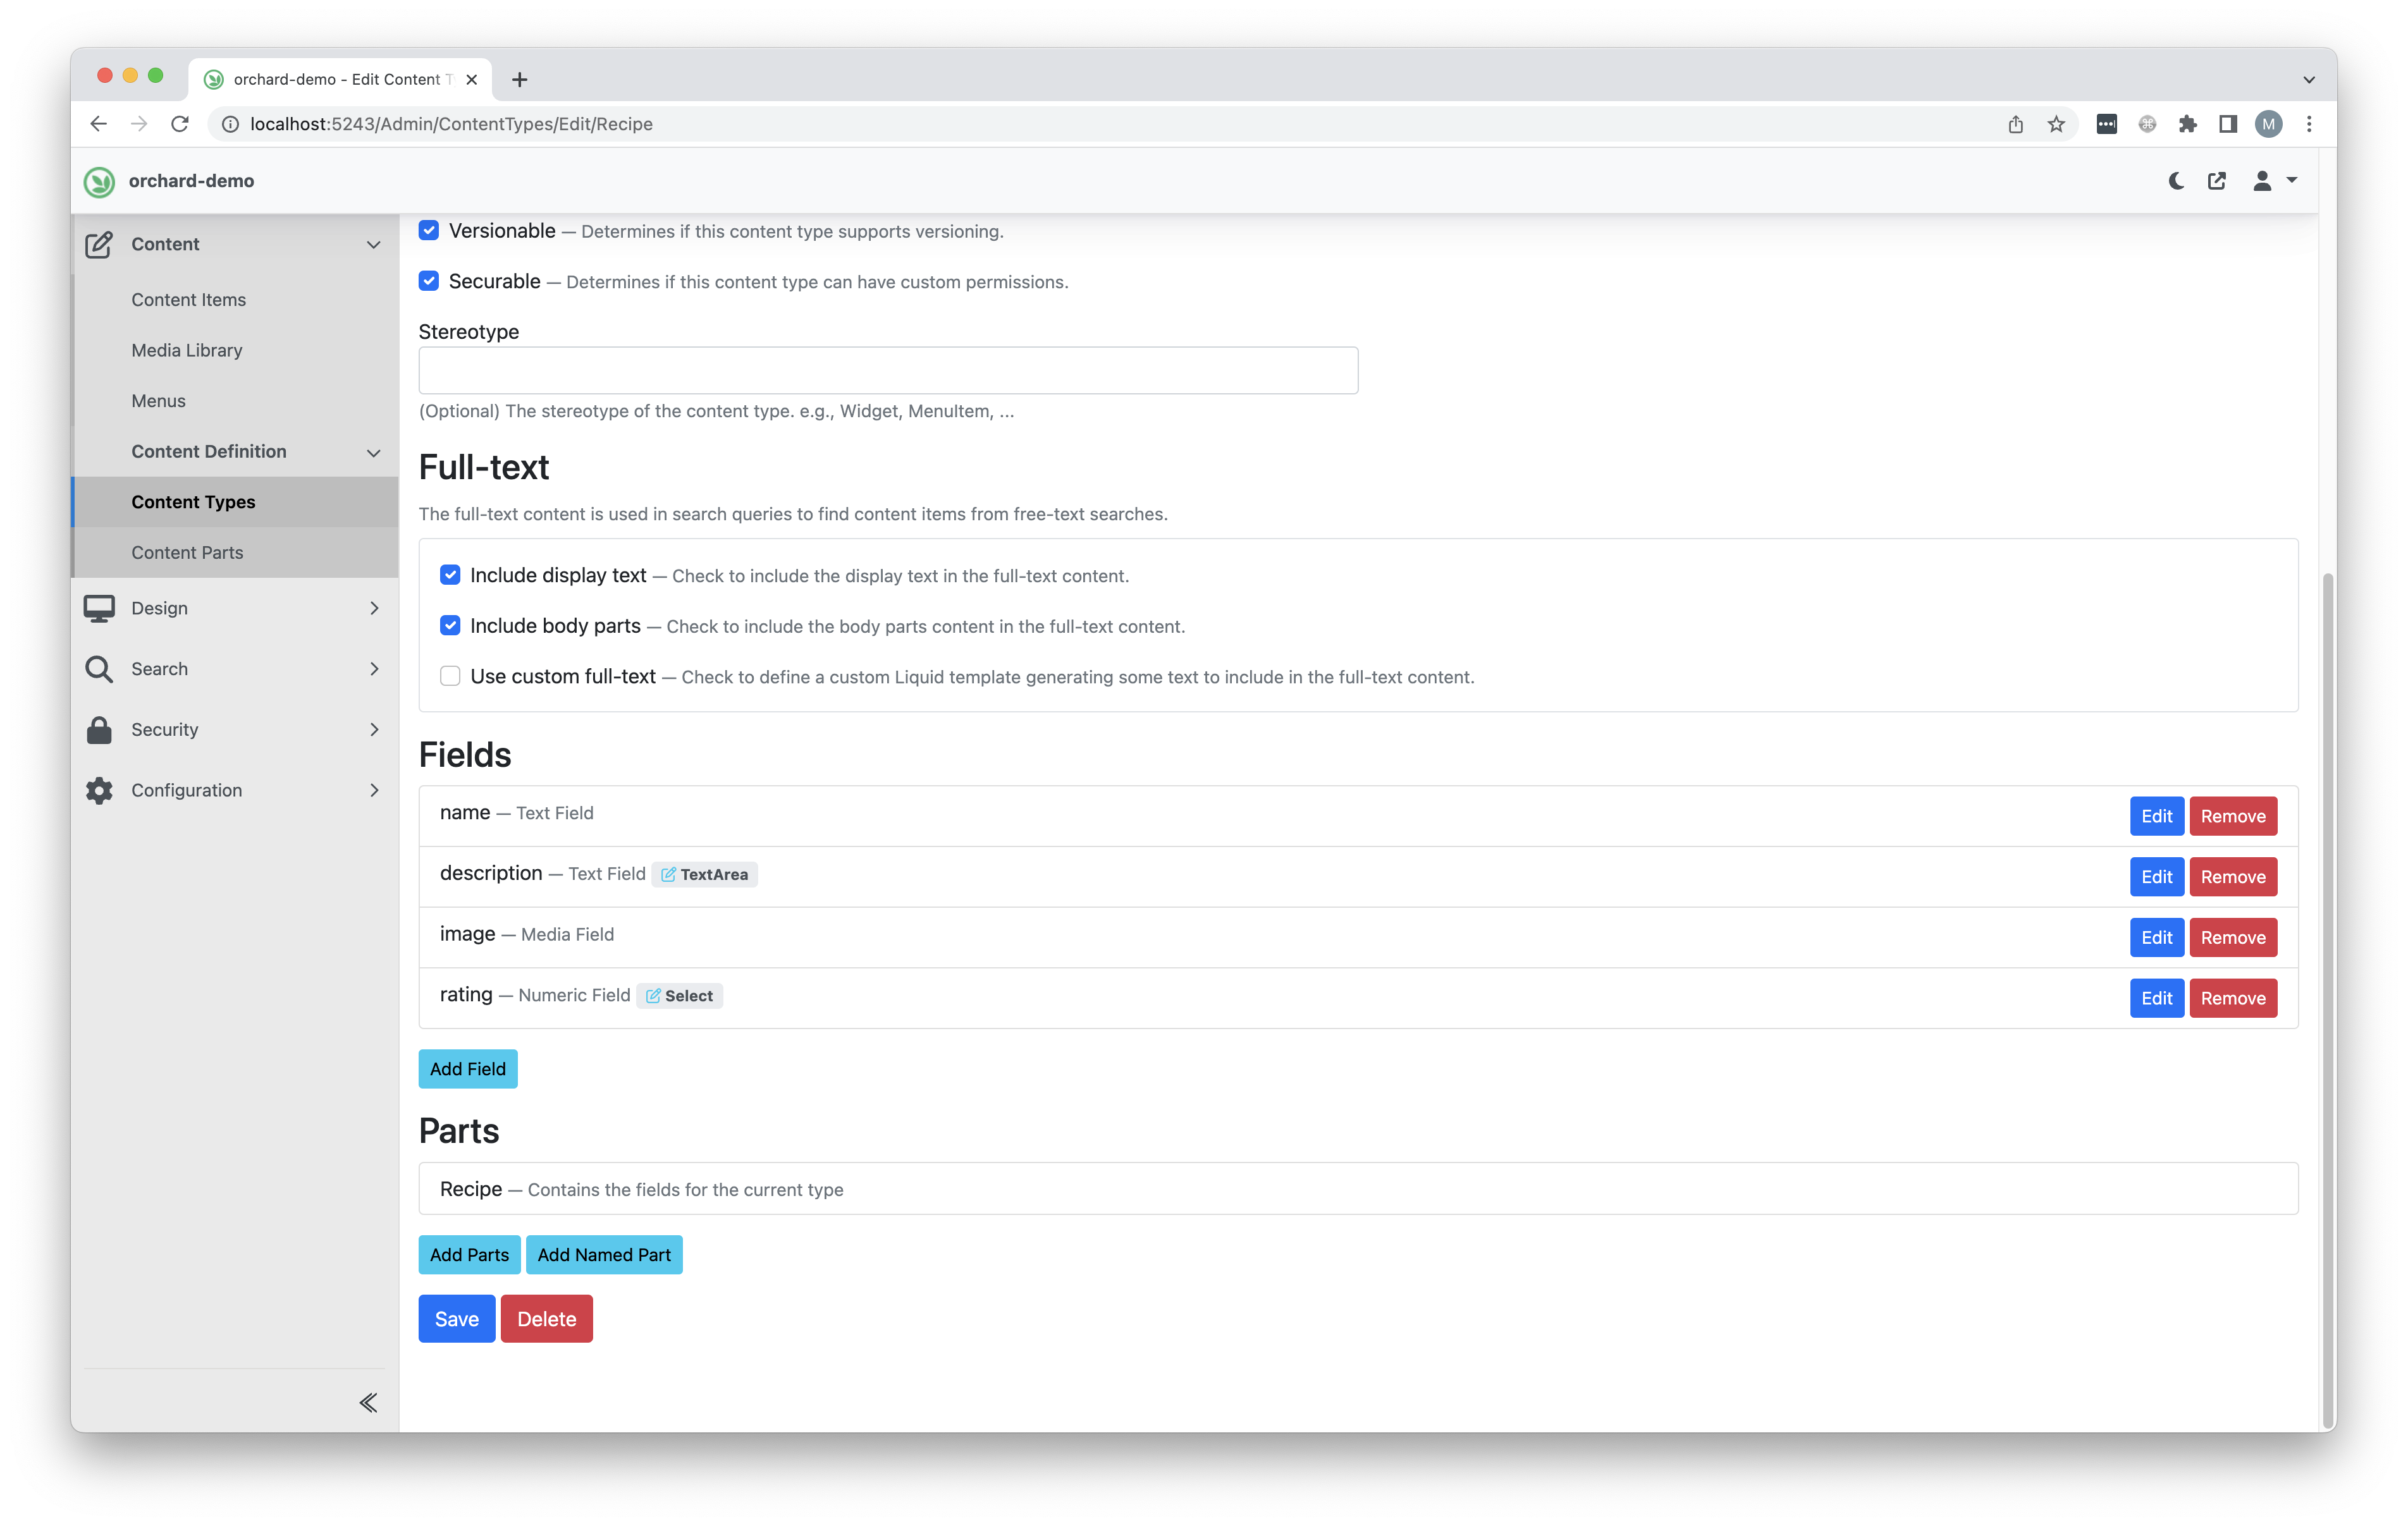 orchard-demo - Edit Content T
localhost:5243/Admin/ContentTypes/Edit/Recipe
M
orchard-demo
Content
Content Items
Media Library
Menus
Content Definition
Content Types
Content Parts
Design
Search
Security
Configuration
Versionable — Determines if this content type supports versioning.
Securable — Determines if this content type can have custom permissions.
Stereotype
(Optional) The stereotype of the content type. e.g., Widget, MenuItem, ...
Full-text
The full-text content is used in search queries to find content items from free-text searches.
Include display text — Check to include the display text in the full-text content.
Include body parts — Check to include the body parts content in the full-text content.
Use custom full-text — Check to define a custom Liquid template generating some text to include in the full-text content.
Fields
name — Text Field Edit Remove
description — Text Field TextArea Edit Remove
image — Media Field Edit Remove
rating — Numeric Field Select Edit Remove
Add Field
Parts
Recipe — Contains the fields for the current type
Add Parts Add Named Part
Save Delete